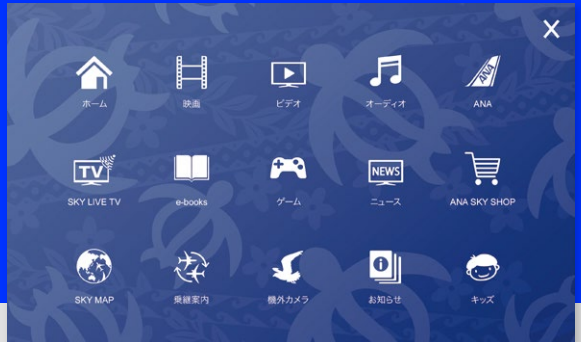 ホーム
映画
ビデオ
オーディオ
ANA
ANA
TV
SKY LIVE TV
e-books
ゲーム
NEWS
ニュース
ANA SKY SHOP
SKY MAP
乗継案内
機外カメラ
お知らせ
キッズ